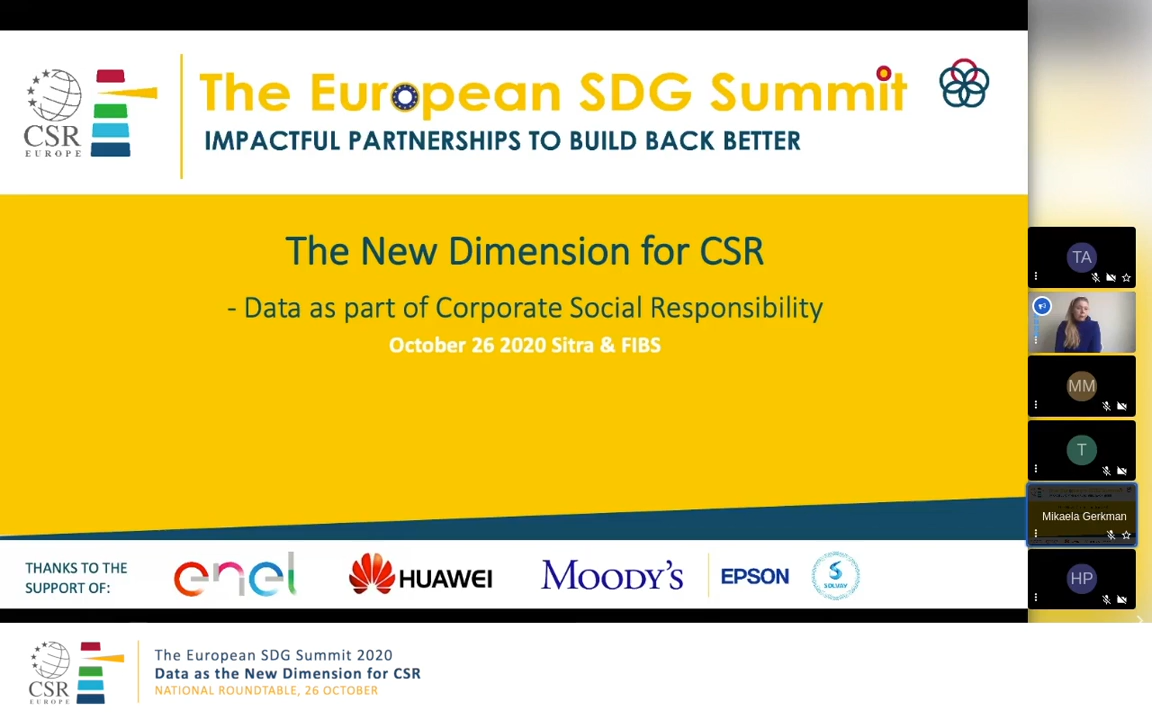 CSR
EUROPE
The European SDG Summit
IMPACTFUL PARTNERSHIPS TO BUILD BACK BETTER
The New Dimension for CSR
- Data as part of Corporate Social Responsibility
October 26 2020 Sitra & FIBS
TA
MM
T
Mikaela Gerkman
HP
THANKS TO THE
SUPPORT OF:
enel
HUAWEI
MOODY'S
EPSON
SOLVAY
CSR
EUROPE
The European SDG Summit 2020
Data as the New Dimension for CSR
NATIONAL ROUNDTABLE, 26 OCTOBER